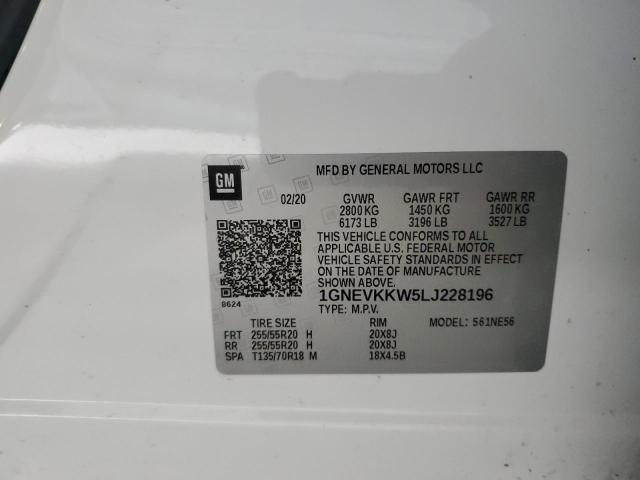 MFD BY GENERAL MOTORS LLC
GM
02/20 GVWR GAWR FRT GAWR RR
2800 KG 1450 KG 1600 KG
6173 LB 3196 LB 3527 LB
THIS VEHICLE CONFORMS TO ALL
APPLICABLE U.S. FEDERAL MOTOR
VEHICLE SAFETY STANDARDS IN EFFECT
ON THE DATE OF MANUFACTURE SHOWN ABOVE.
1GNEVKKW5LJ228196
8624
TYPE: M.P.V.
TIRE SIZE RIM MODEL: 561NE56
FRT 255/55R20 H 20X8J
RR 255/55R20 H 20X8J
SPA T135/70R18 M 18X4.5B